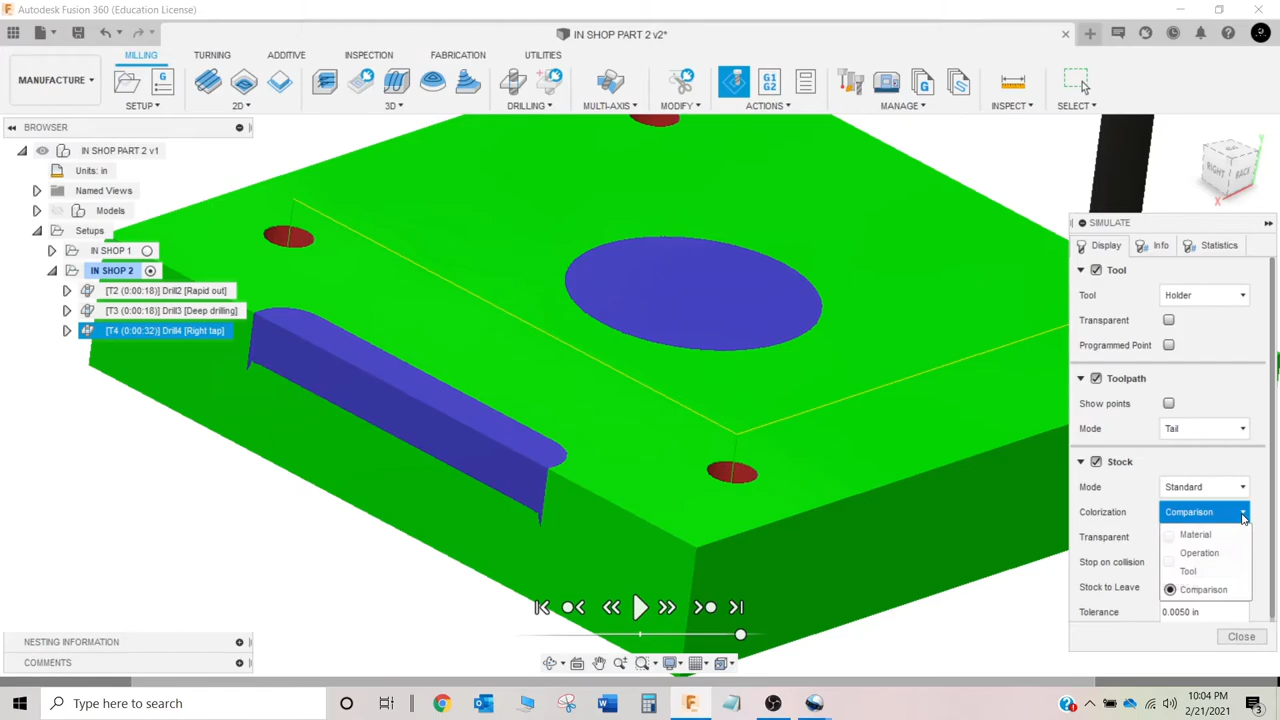 Autodesk Fusion 360 (Education License)
IN SHOP PART 2 v2*
MILLING TURNING ADDITIVE INSPECTION FABRICATION UTILITIES
MANUFACTURE
G
G1
G2
G
SETUP 2D 3D DRILLING MULTI-AXIS MODIFY ACTIONS MANAGE INSPECT SELECT
BROWSER
IN SHOP PART 2 v1
Units: in
Named Views
Models
Setups
IN SHOP 1
IN SHOP 2
[T2 (0:00:18)] Drill2 [Rapid out]
[T3 (0:00:18)] Drill3 [Deep drilling]
[T4 (0:00:32)] Drill4 [Right tap]
RIGHT BACK
X
SIMULATE
Display Info Statistics
Tool
Tool Holder
Transparent
Programmed Point
Toolpath
Show points
Mode Tail
Stock
Mode Standard
Colorization Comparison
Material
Transparent
Operation
Stop on collision
Tool
Stock to Leave
Comparison
Tolerance 0.0050 in
Close
NESTING INFORMATION
COMMENTS
Type here to search
10:04 PM
2/21/2021
3